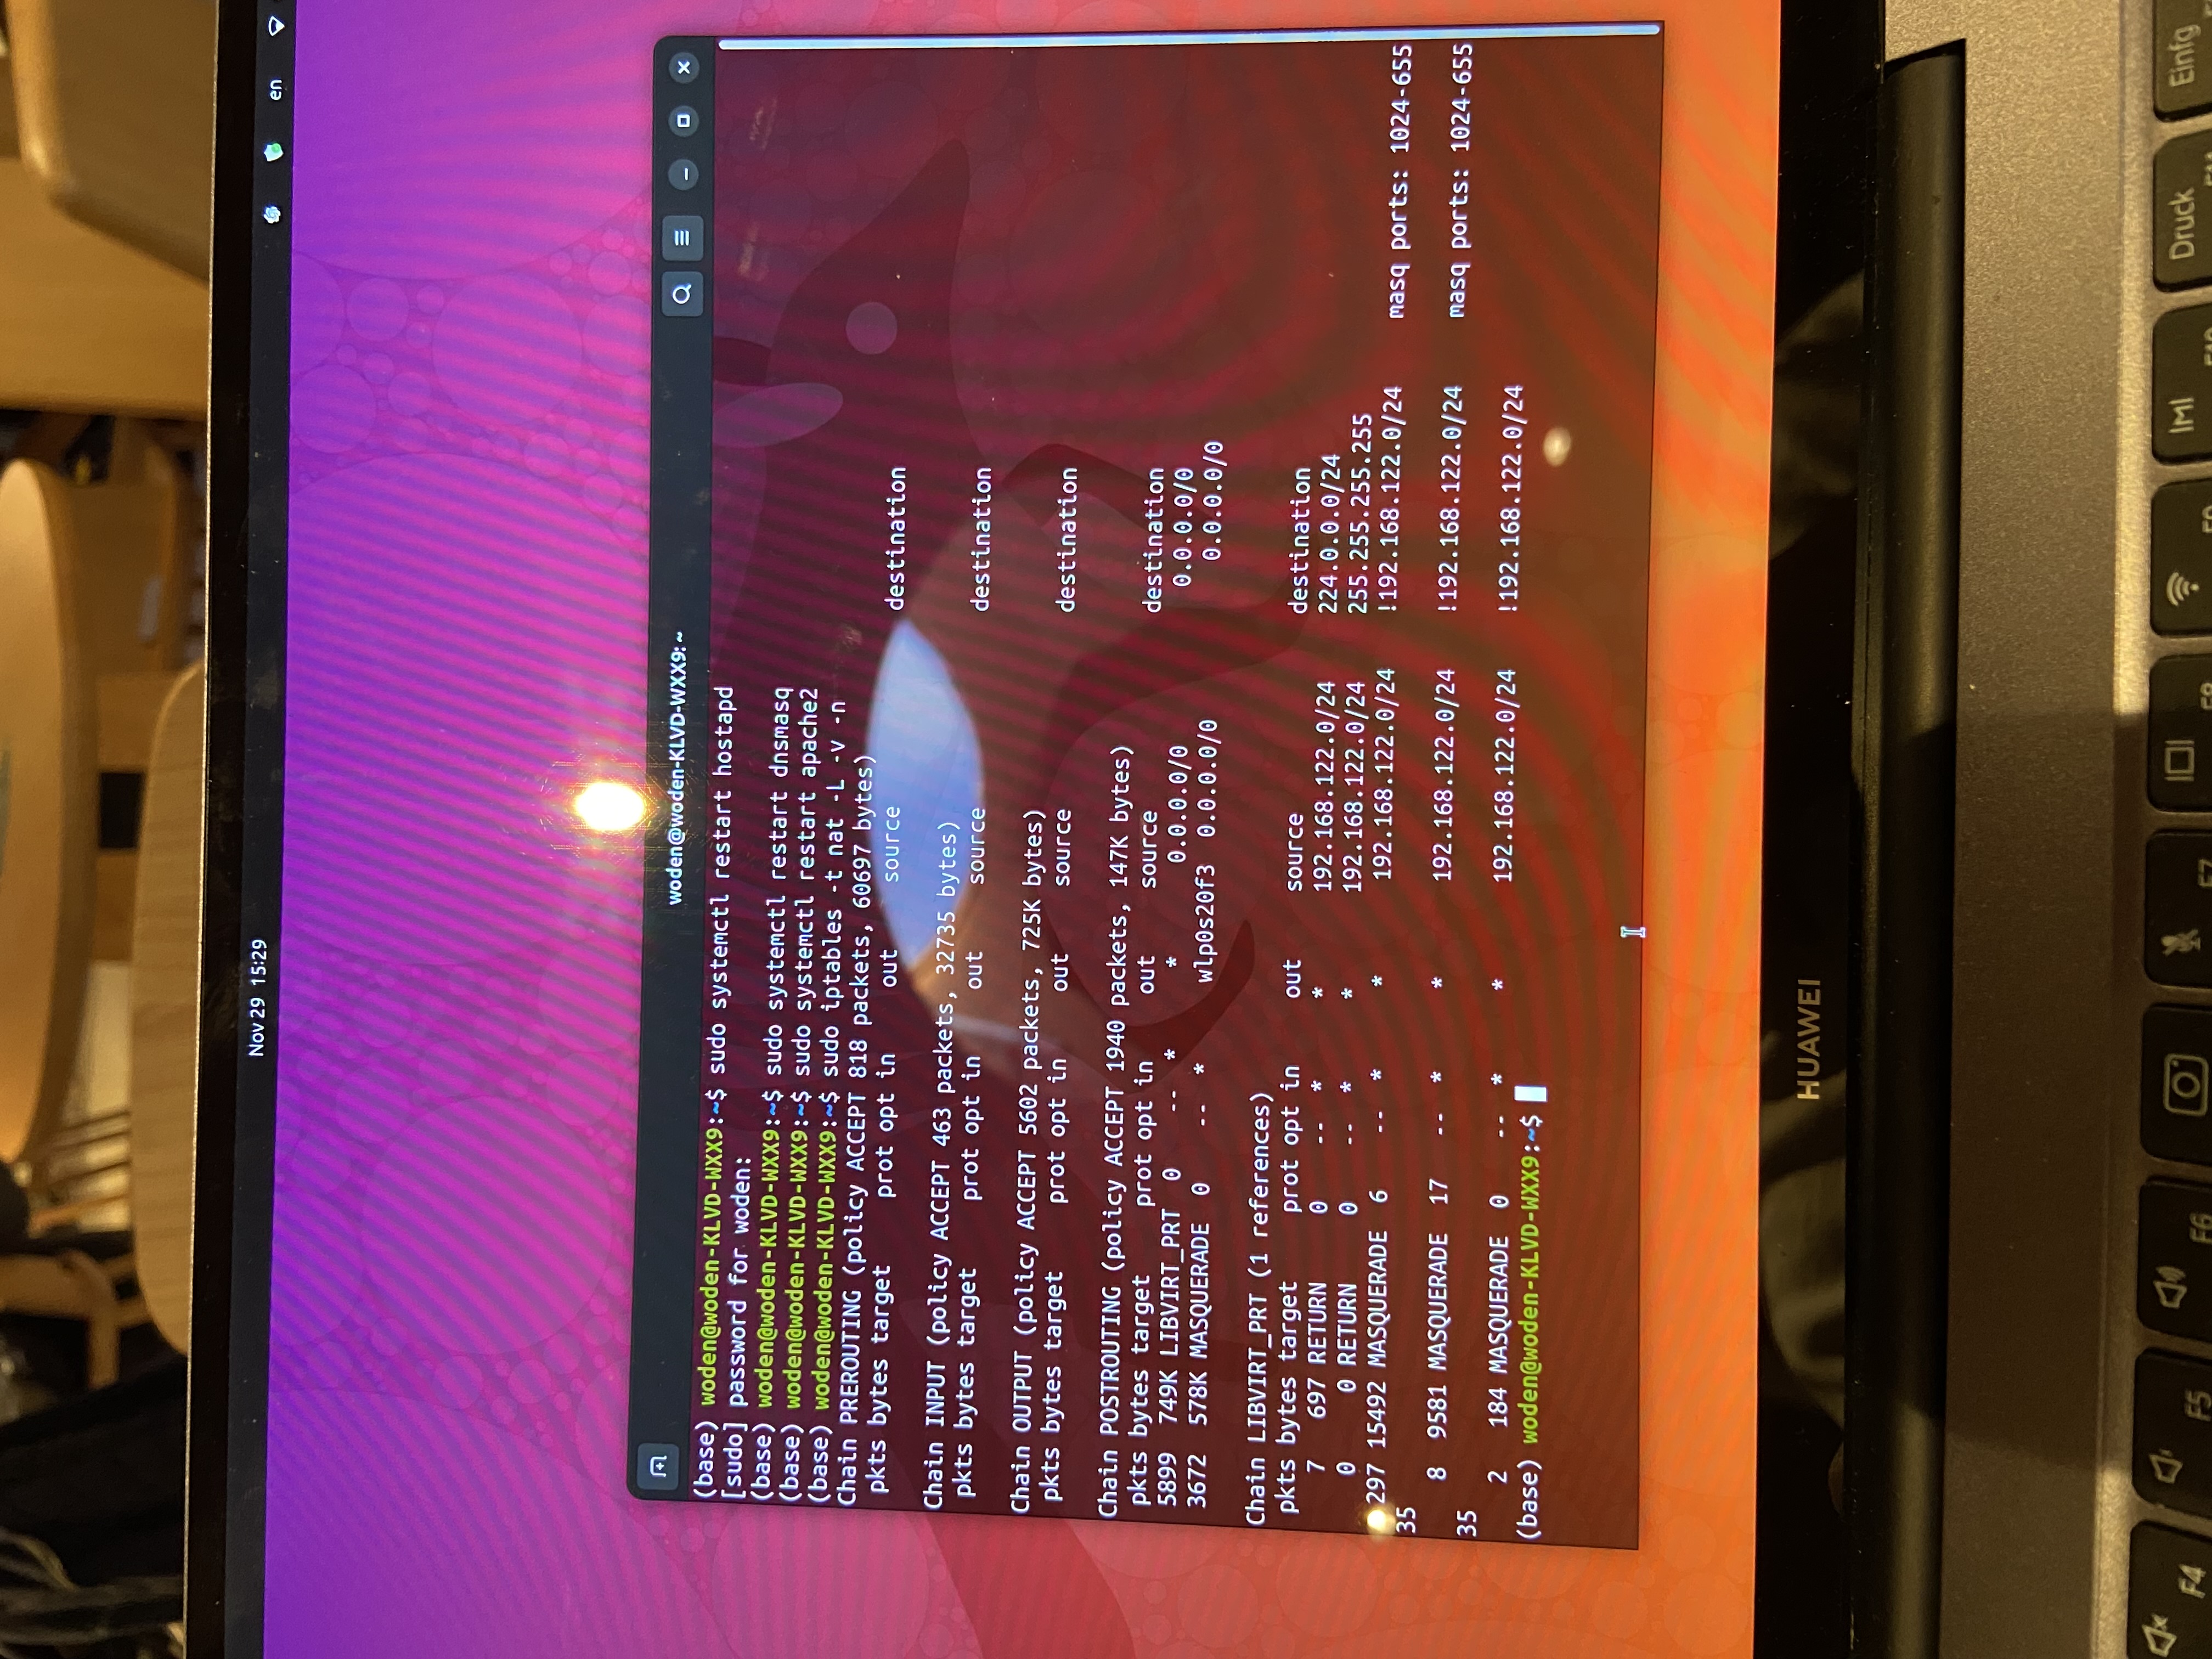 Nov 29 15:29
en
woden@woden-KLVD-WXX9: ~
(base) woden@woden-KLVD-WXX9:~$ sudo systemctl restart hostapd
[sudo] password for woden:
(base) woden@woden-KLVD-WXX9:~$ sudo systemctl restart dnsmasq
(base) woden@woden-KLVD-WXX9:~$ sudo systemctl restart apache2
(base) woden@woden-KLVD-WXX9:~$ sudo iptables -t nat -L -v -n
Chain PREROUTING (policy ACCEPT 818 packets, 60697 bytes)
pkts bytes target prot opt in out source destination
Chain INPUT (policy ACCEPT 463 packets, 32735 bytes)
pkts bytes target prot opt in out source destination
Chain OUTPUT (policy ACCEPT 5602 packets, 725K bytes)
pkts bytes target prot opt in out source destination
Chain POSTROUTING (policy ACCEPT 1940 packets, 147K bytes)
pkts bytes target prot opt in out source destination
5899 749K LIBVIRT_PRT 0 -- * * 0.0.0.0/0 0.0.0.0/0
3672 578K MASQUERADE 0 -- * wlp0s20f3 0.0.0.0/0 0.0.0.0/0
Chain LIBVIRT_PRT (1 references)
pkts bytes target prot opt in out source destination
7 697 RETURN 0 -- * * 192.168.122.0/24 224.0.0.0/24
0 0 RETURN 0 -- * * 192.168.122.0/24 255.255.255.255
297 15492 MASQUERADE 6 -- * * 192.168.122.0/24 !192.168.122.0/24 masq ports: 1024-655
35
8 9581 MASQUERADE 17 -- * * 192.168.122.0/24 !192.168.122.0/24 masq ports: 1024-655
35
2 184 MASQUERADE 0 -- * * 192.168.122.0/24 !192.168.122.0/24
(base) woden@woden-KLVD-WXX9:~$
HUAWEI
F4 F5 F6 F7 F8 F9 F10 Druck Einfg